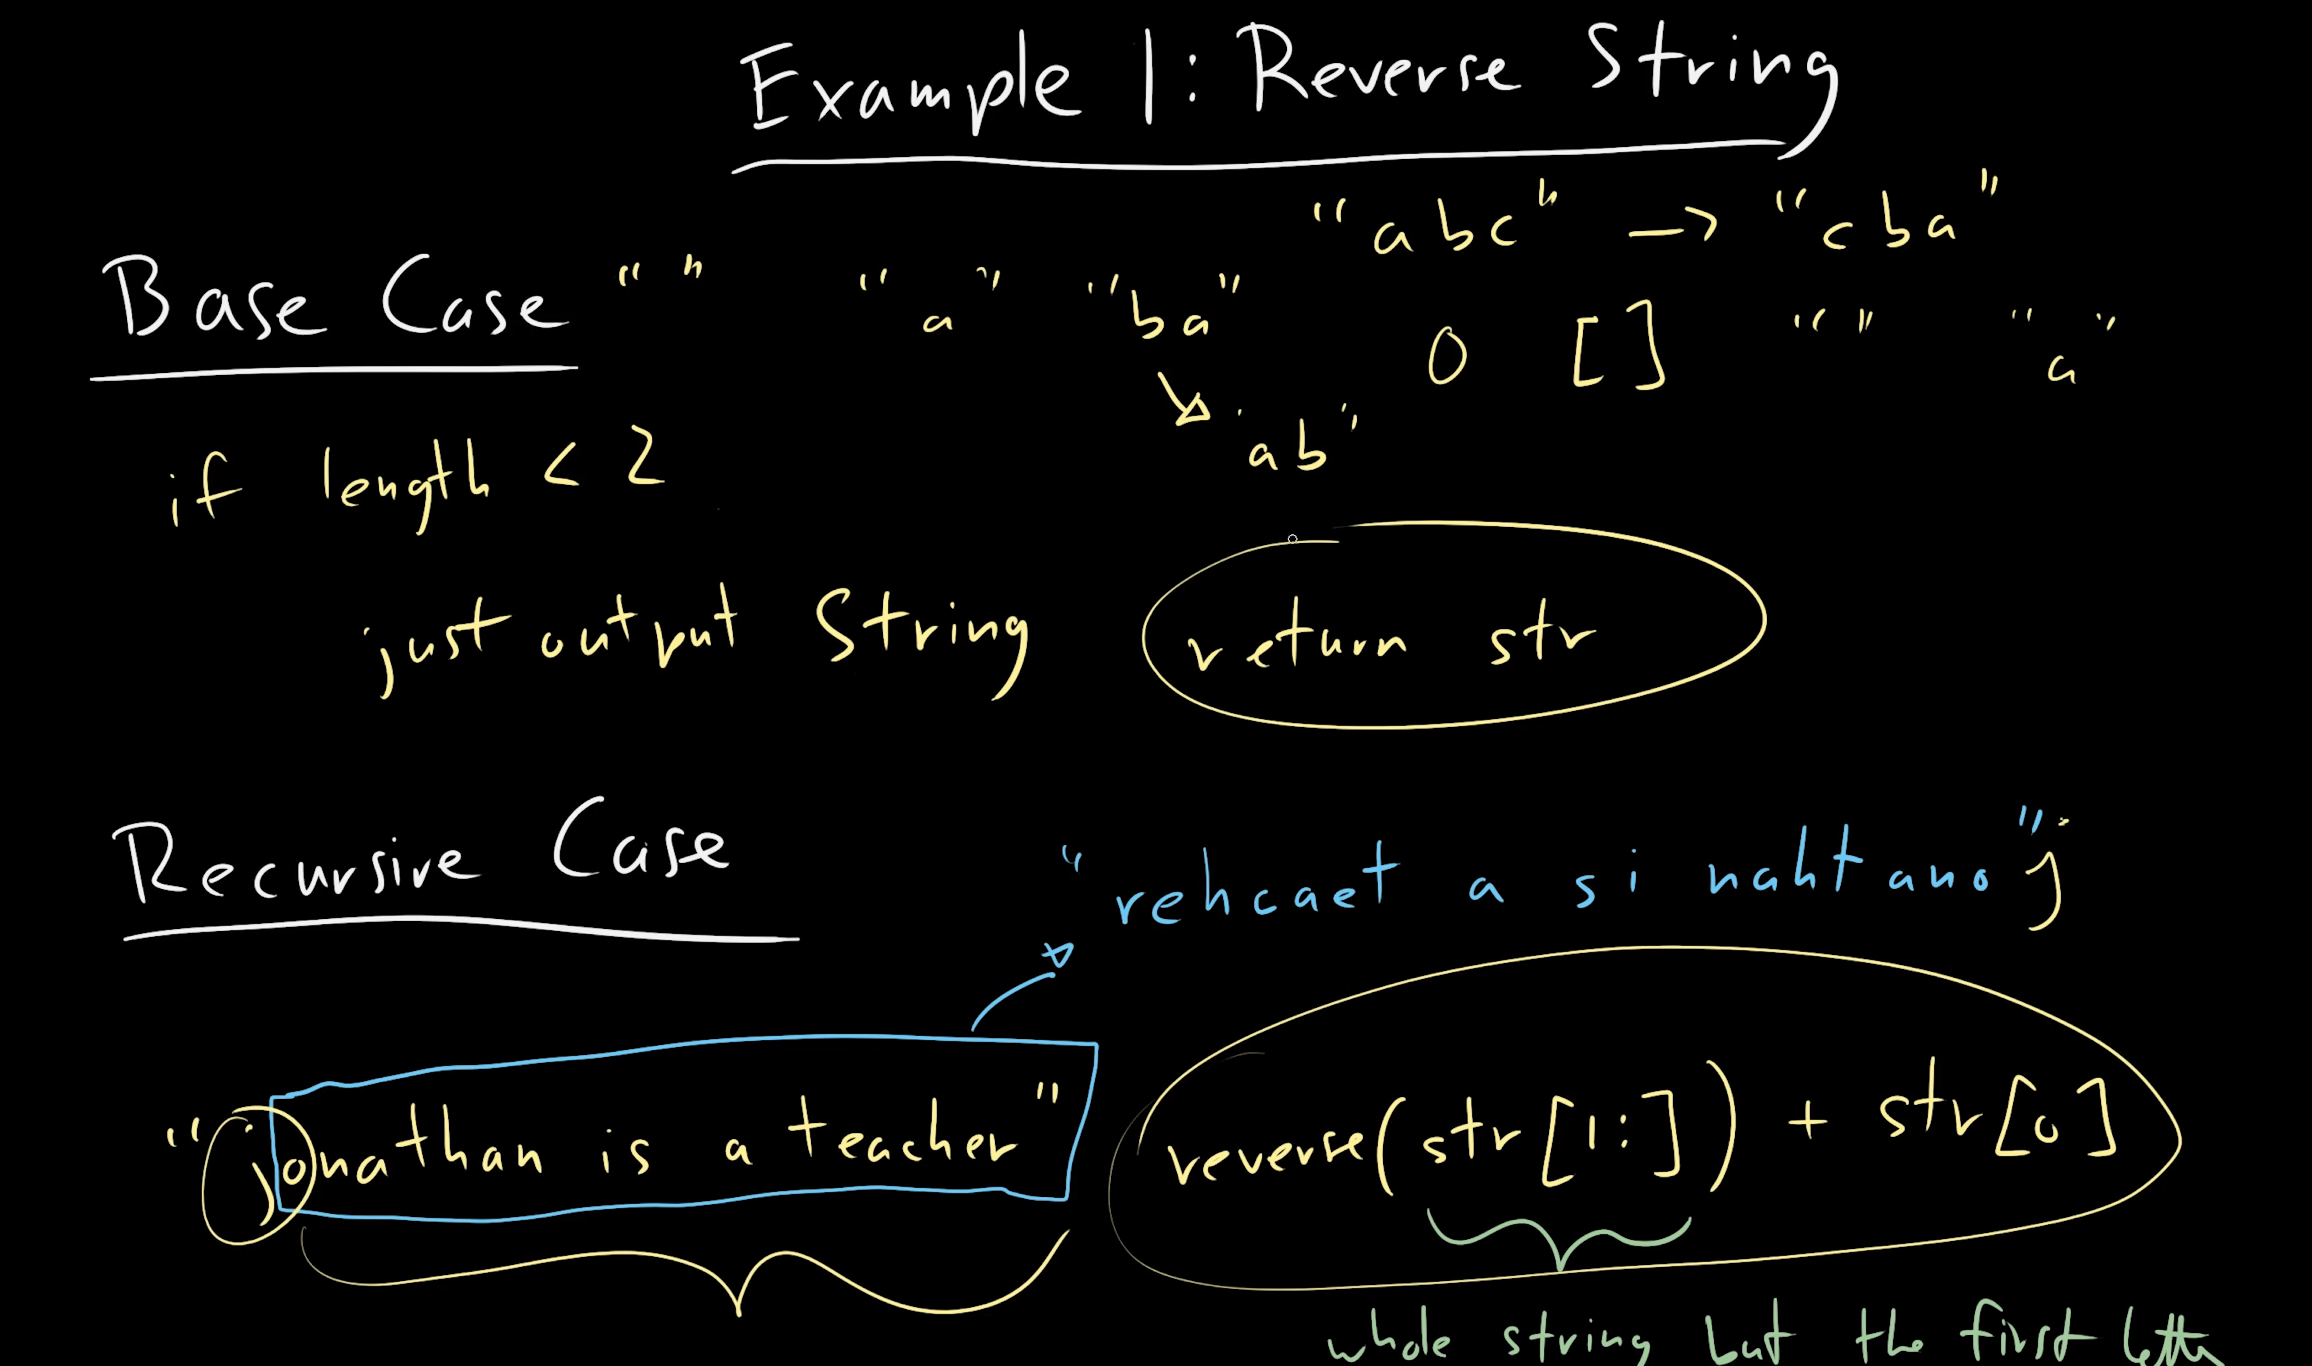 Example 1: Reverse String
"abc" → "cba"
Base Case " " "a" "ba"
0 [ ] " " "a"
'ab'
if length < 2
just output String return str
Recursive Case
"rehcaet a si nahtano" j
"jonathan is a teacher" reverse(str[1:]) + str[0]
whole string but the first letter